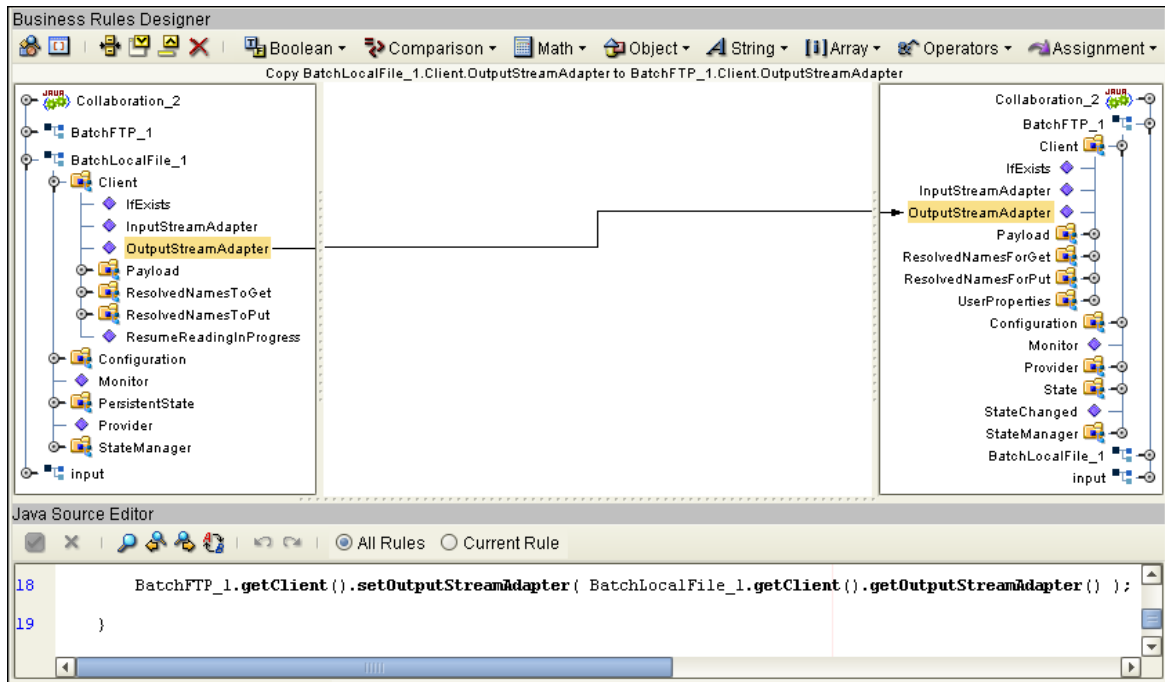 Business Rules Designer
Boolean Comparison Math Object String Array Operators Assignment
Copy BatchLocalFile_1.Client.OutputStreamAdapter to BatchFTP_1.Client.OutputStreamAdapter
Collaboration_2
BatchFTP_1
BatchLocalFile_1
Client
IfExists
InputStreamAdapter
OutputStreamAdapter
Payload
ResolvedNamesToGet
ResolvedNamesToPut
ResumeReadingInProgress
Configuration
Monitor
PersistentState
Provider
StateManager
input
Collaboration_2
BatchFTP_1
Client
IfExists
InputStreamAdapter
OutputStreamAdapter
Payload
ResolvedNamesForGet
ResolvedNamesForPut
UserProperties
Configuration
Monitor
Provider
State
StateChanged
StateManager
BatchLocalFile_1
input
Java Source Editor
All Rules Current Rule
18 BatchFTP_1.getClient().setOutputStreamAdapter( BatchLocalFile_1.getClient().getOutputStreamAdapter() );
19 }